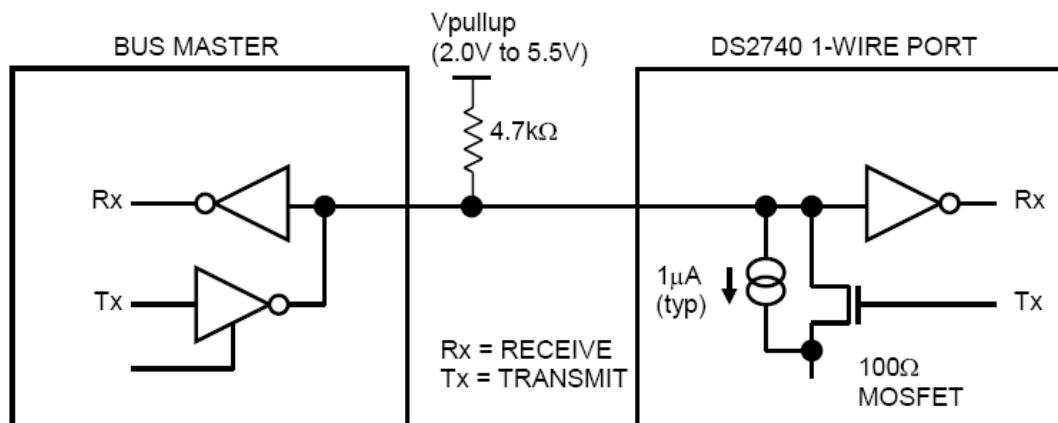 Vpullup
(2.0V to 5.5V)
BUS MASTER
DS2740 1-WIRE PORT
4.7kΩ
Rx
Rx
1μA
(typ)
Tx
Tx
Rx = RECEIVE
Tx = TRANSMIT
100Ω
MOSFET